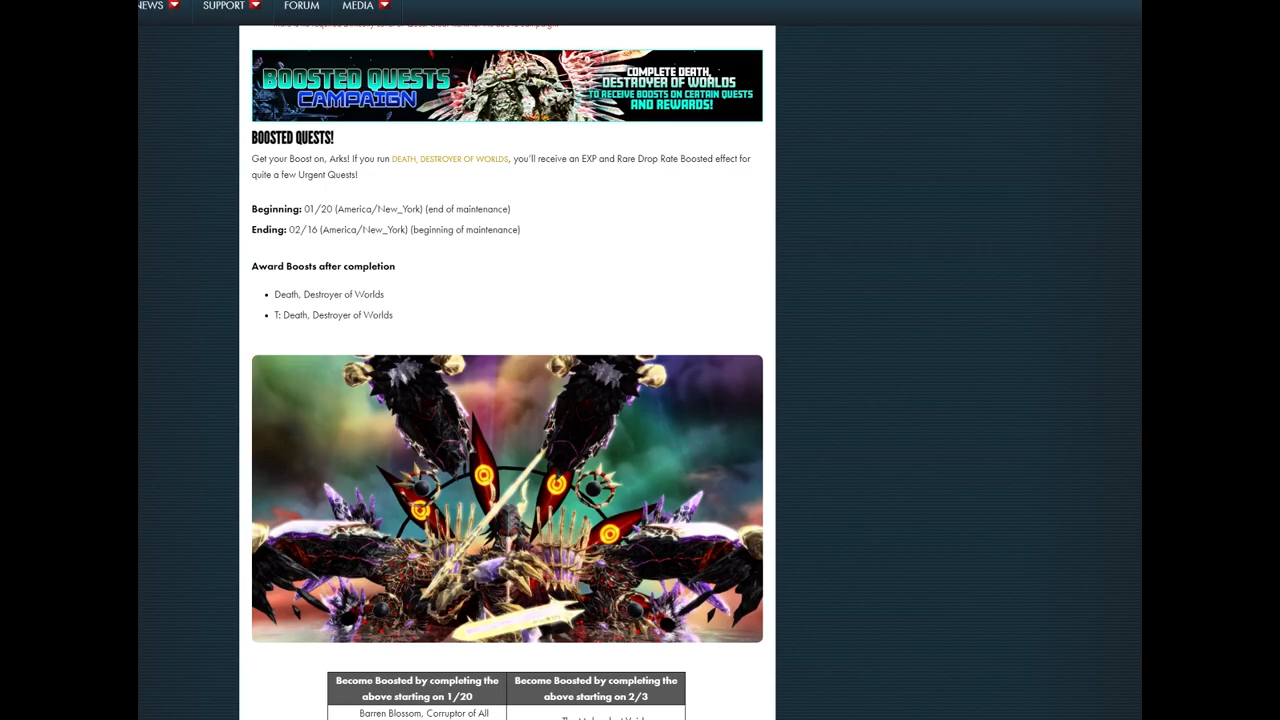 NEWS SUPPORT FORUM MEDIA
BOOSTED QUESTS
CAMPAIGN
COMPLETE DEATH,
DESTROYER OF WORLDS
TO RECEIVE BOOSTS ON CERTAIN QUESTS
AND REWARDS!
BOOSTED QUESTS!
Get your Boost on, Arks! If you run DEATH, DESTROYER OF WORLDS, you'll receive an EXP and Rare Drop Rate Boosted effect for
quite a few Urgent Quests!
Beginning: 01/20 (America/New_York) (end of maintenance)
Ending: 02/16 (America/New_York) (beginning of maintenance)
Award Boosts after completion
• Death, Destroyer of Worlds
• T: Death, Destroyer of Worlds
Become Boosted by completing the
above starting on 1/20
Become Boosted by completing the
above starting on 2/3
Barren Blossom, Corruptor of All